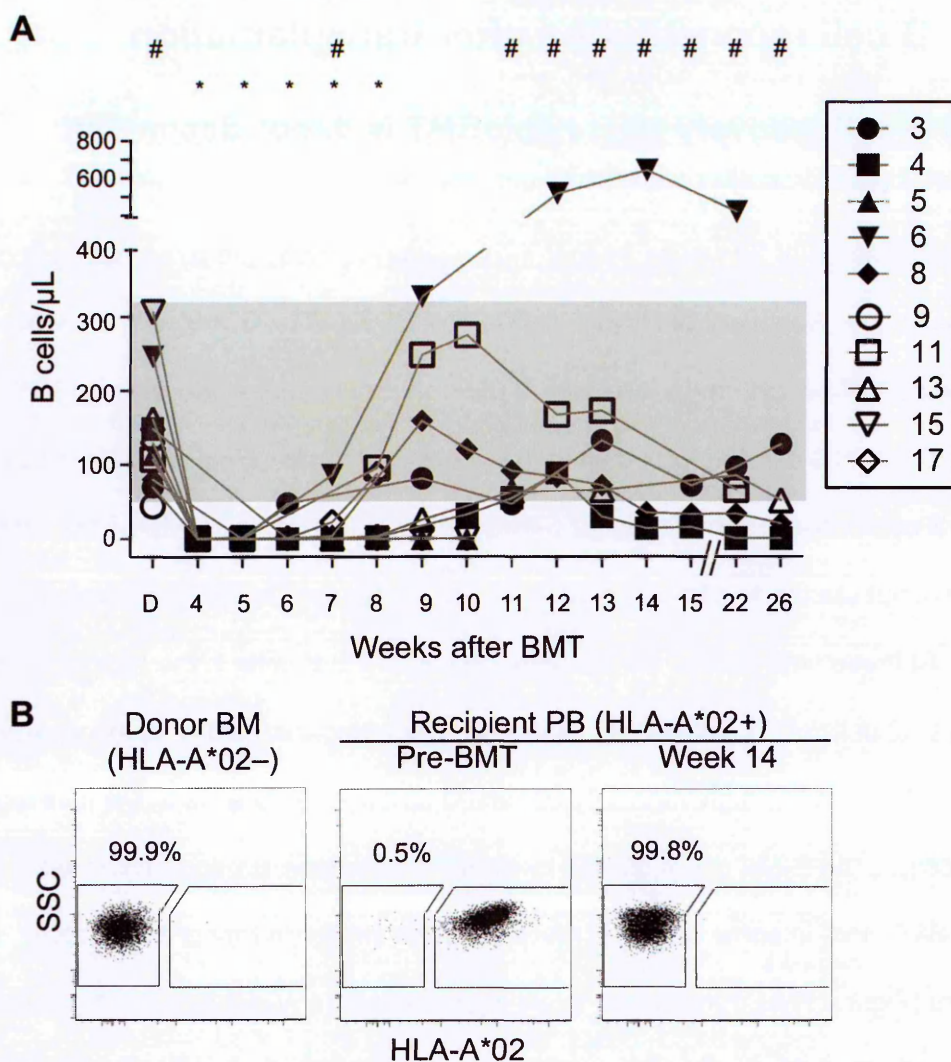 A
# # # # # # # # #
* * * * *
800
600
400
300
200
100
0
B cells/µL
D 4 5 6 7 8 9 10 11 12 13 14 15 22 26
Weeks after BMT
3
4
5
6
8
9
11
13
15
17
B
Donor BM
(HLA-A*02–)
Recipient PB (HLA-A*02+)
Pre-BMT Week 14
99.9% 0.5% 99.8%
SSC
HLA-A*02